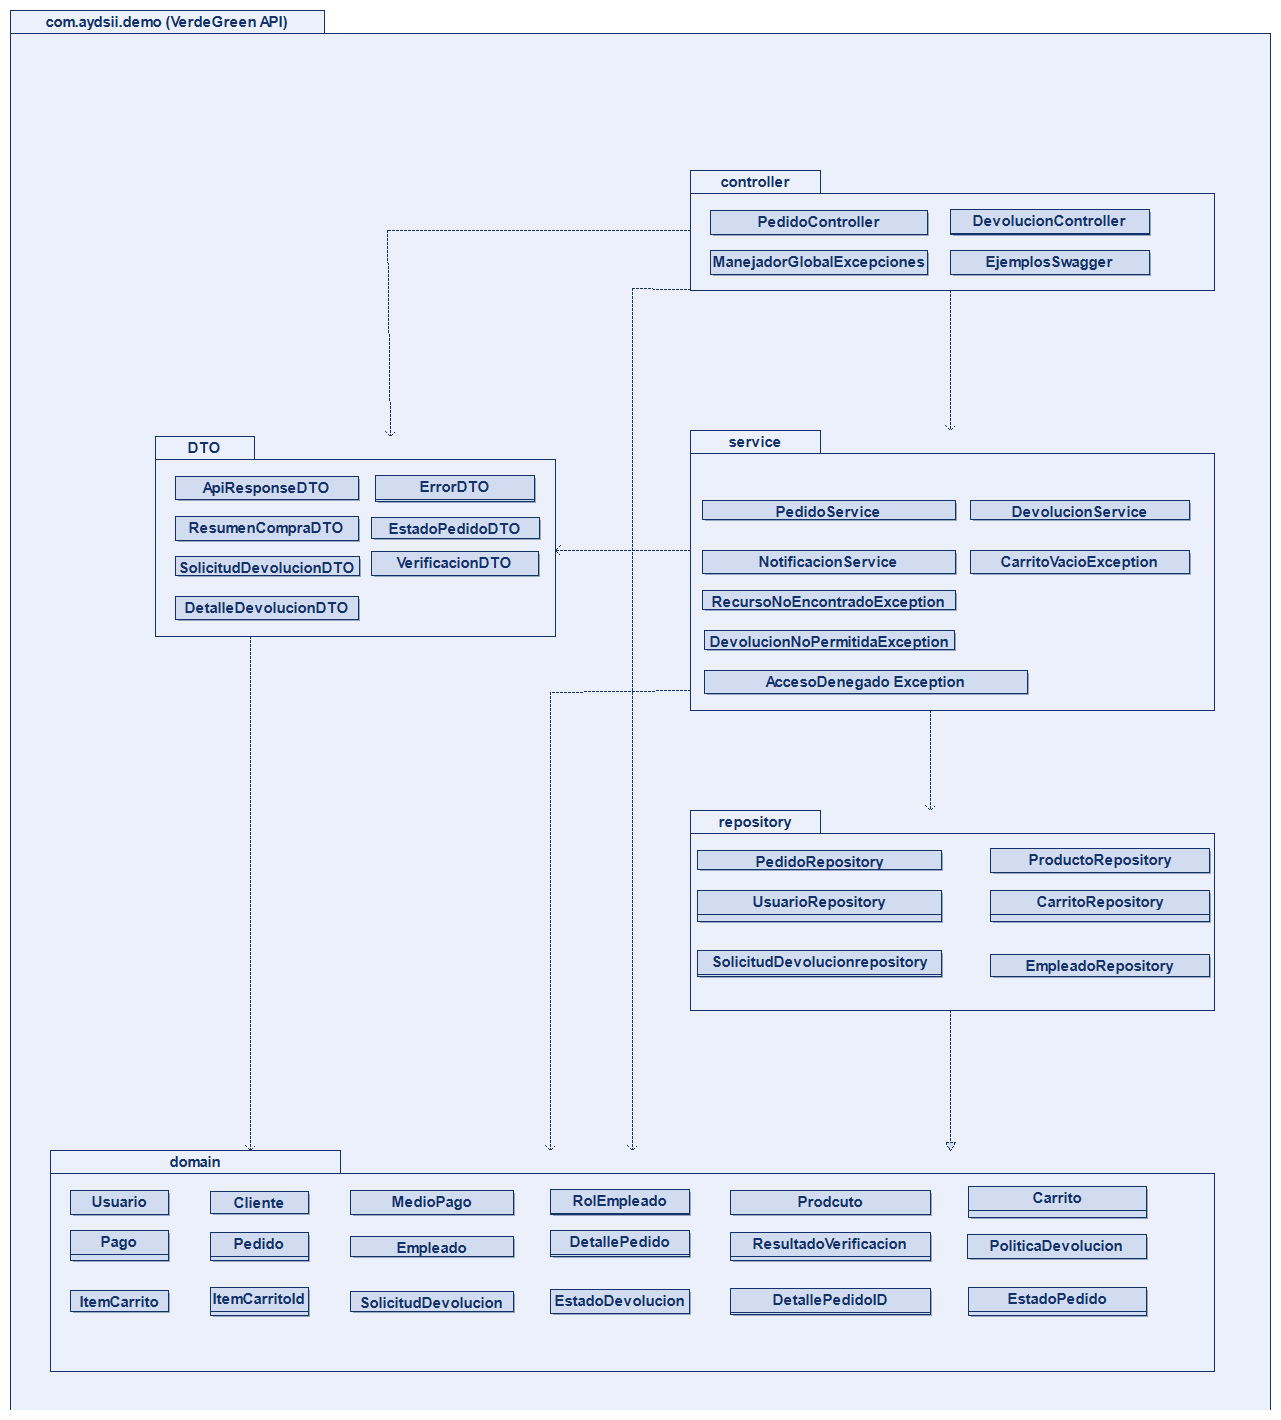 com.aydsii.demo (VerdeGreen API)
controller
PedidoController
DevolucionController
ManejadorGlobalExcepciones
EjemplosSwagger
DTO
ApiResponseDTO
ErrorDTO
ResumenCompraDTO
EstadoPedidoDTO
SolicitudDevolucionDTO
VerificacionDTO
DetalleDevolucionDTO
service
PedidoService
DevolucionService
NotificacionService
CarritoVacioException
RecursoNoEncontradoException
DevolucionNoPermitidaException
AccesoDenegado Exception
repository
PedidoRepository
ProductoRepository
UsuarioRepository
CarritoRepository
SolicitudDevolucionrepository
EmpleadoRepository
domain
Usuario
Cliente
MedioPago
RolEmpleado
Prodcuto
Carrito
Pago
Pedido
Empleado
DetallePedido
ResultadoVerificacion
PoliticaDevolucion
ItemCarrito
ItemCarritoId
SolicitudDevolucion
EstadoDevolucion
DetallePedidoID
EstadoPedido